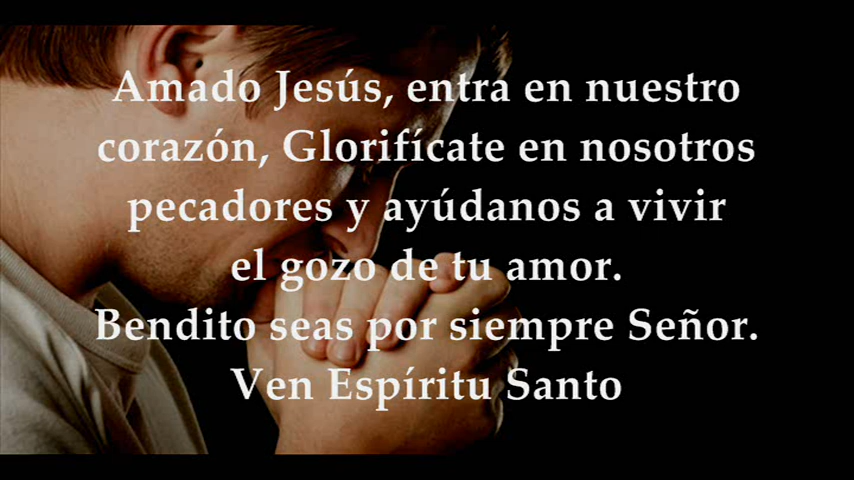 Amado Jesús, entra en nuestro
corazón, Glorifícate en nosotros
pecadores y ayúdanos a vivir
el gozo de tu amor.
Bendito seas por siempre Señor.
Ven Espíritu Santo